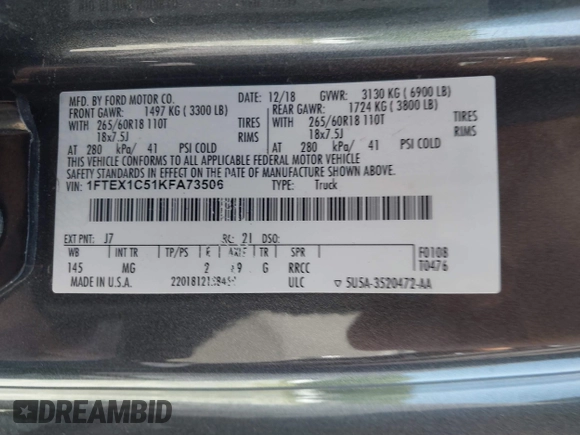 MFD. BY FORD MOTOR CO. 12/18 GVWR: 3130 KG ( 6900 LB)
FRONT GAWR: 1497 KG ( 3300 LB) REAR GAWR: 1724 KG ( 3800 LB)
WITH 265/60R18 110T TIRES WITH 265/60R18 110T TIRES
18x7.5J RIMS 18x7.5J RIMS
AT 280 kPa/ 41 PSI COLD AT 280 kPa/ 41 PSI COLD
THIS VEHICLE CONFORMS TO ALL APPLICABLE FEDERAL MOTOR VEHICLE
SAFETY STANDARDS IN EFFECT ON THE DATE OF MANUFACTURE SHOWN ABOVE.
VIN: 1FTEX1C51KFA73506 TYPE: Truck
EXT PNT: J7 RC: 21 DSO:
WB INT TR TP/PS R AXLE TR SPR F0108
145 MG 2 G RRCC T0476
MADE IN U.S.A. ULC ▽ 5U5A-3520472-AA
DREAMBID